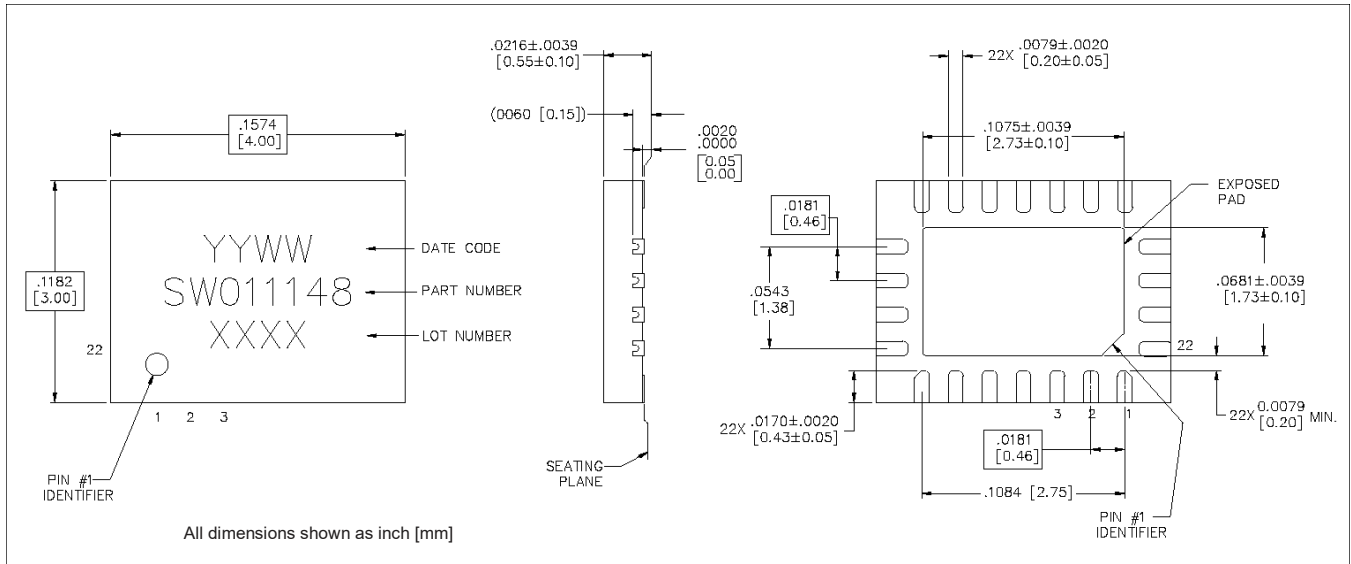 .1574
[4.00]
.1182
[3.00]
YYWW
SW011148
XXXX
DATE CODE
PART NUMBER
LOT NUMBER
22
1 2 3
PIN #1
IDENTIFIER
All dimensions shown as inch [mm]
.0216±.0039
[0.55±0.10]
(0060 [0.15])
.0020
.0000
[0.05
0.00]
SEATING
PLANE
22X .0079±.0020
[0.20±0.05]
.1075±.0039
[2.73±0.10]
EXPOSED
PAD
.0181
[0.46]
.0543
[1.38]
.0681±.0039
[1.73±0.10]
22
3 2 1
22X .0170±.0020
[0.43±0.05]
22X 0.0079
[0.20] MIN.
.0181
[0.46]
.1084 [2.75]
PIN #1
IDENTIFIER